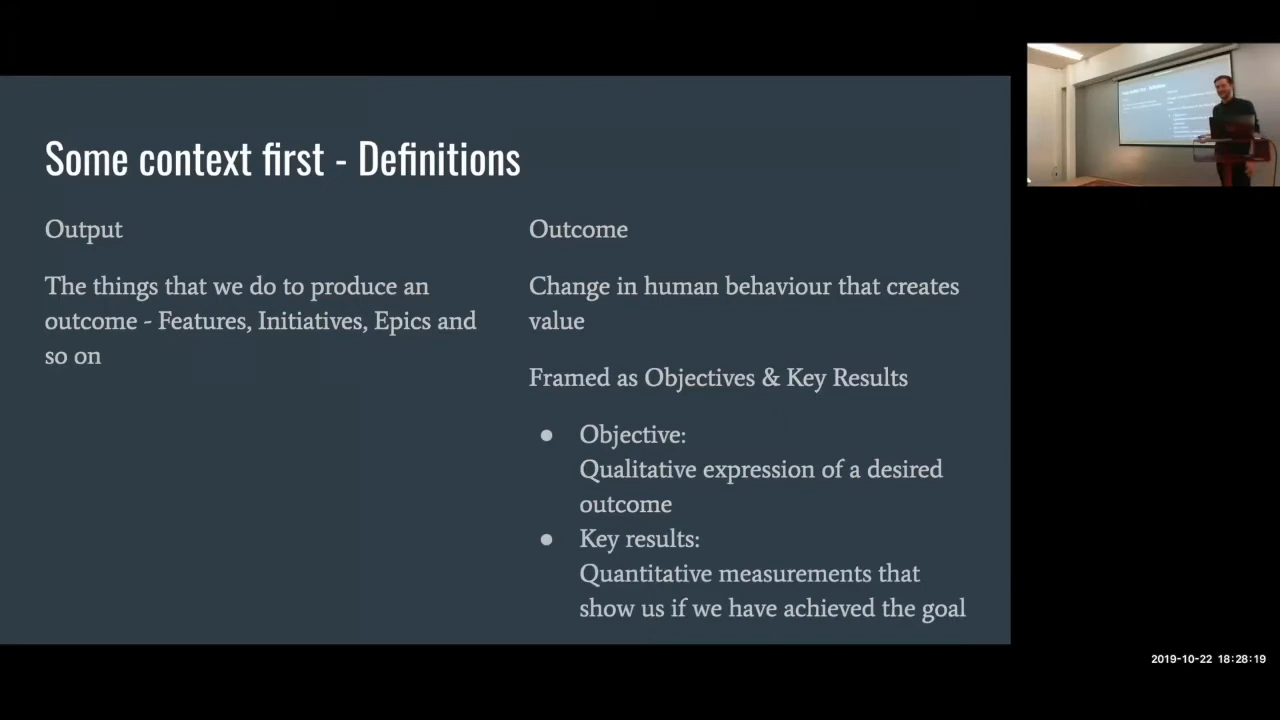 Some context first - Definitions
Output
The things that we do to produce an
outcome - Features, Initiatives, Epics and
so on
Outcome
Change in human behaviour that creates
value
Framed as Objectives & Key Results
● Objective:
Qualitative expression of a desired
outcome
● Key results:
Quantitative measurements that
show us if we have achieved the goal
2019-10-22 18:28:19